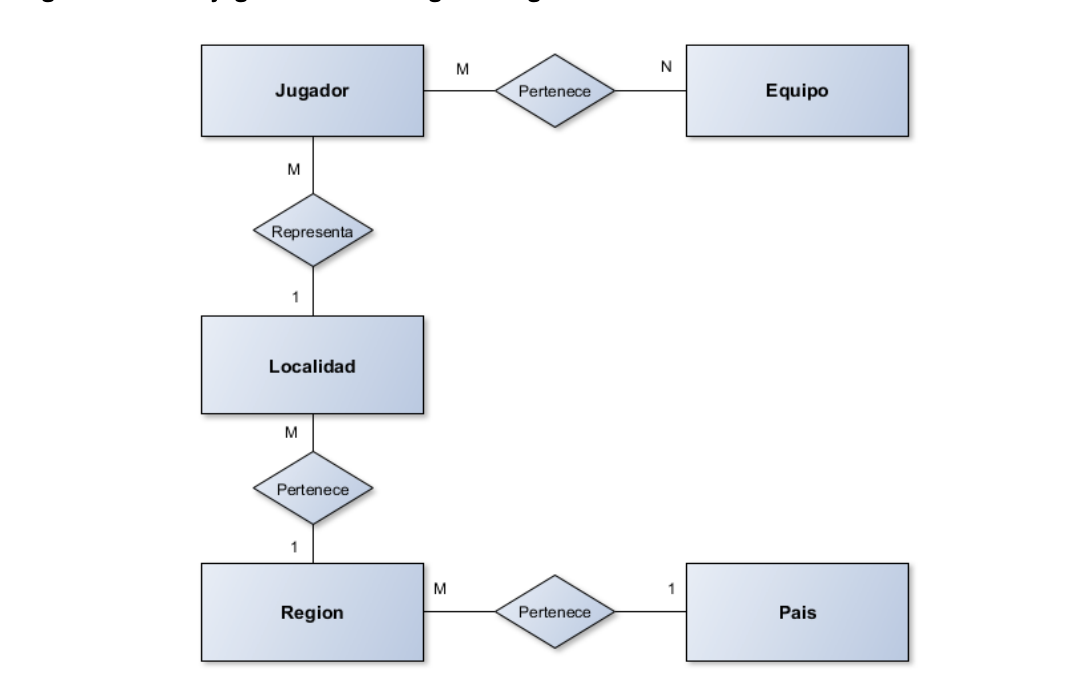 Jugador
M
Pertenece
N
Equipo
M
Representa
1
Localidad
M
Pertenece
1
Region
M
Pertenece
1
Pais